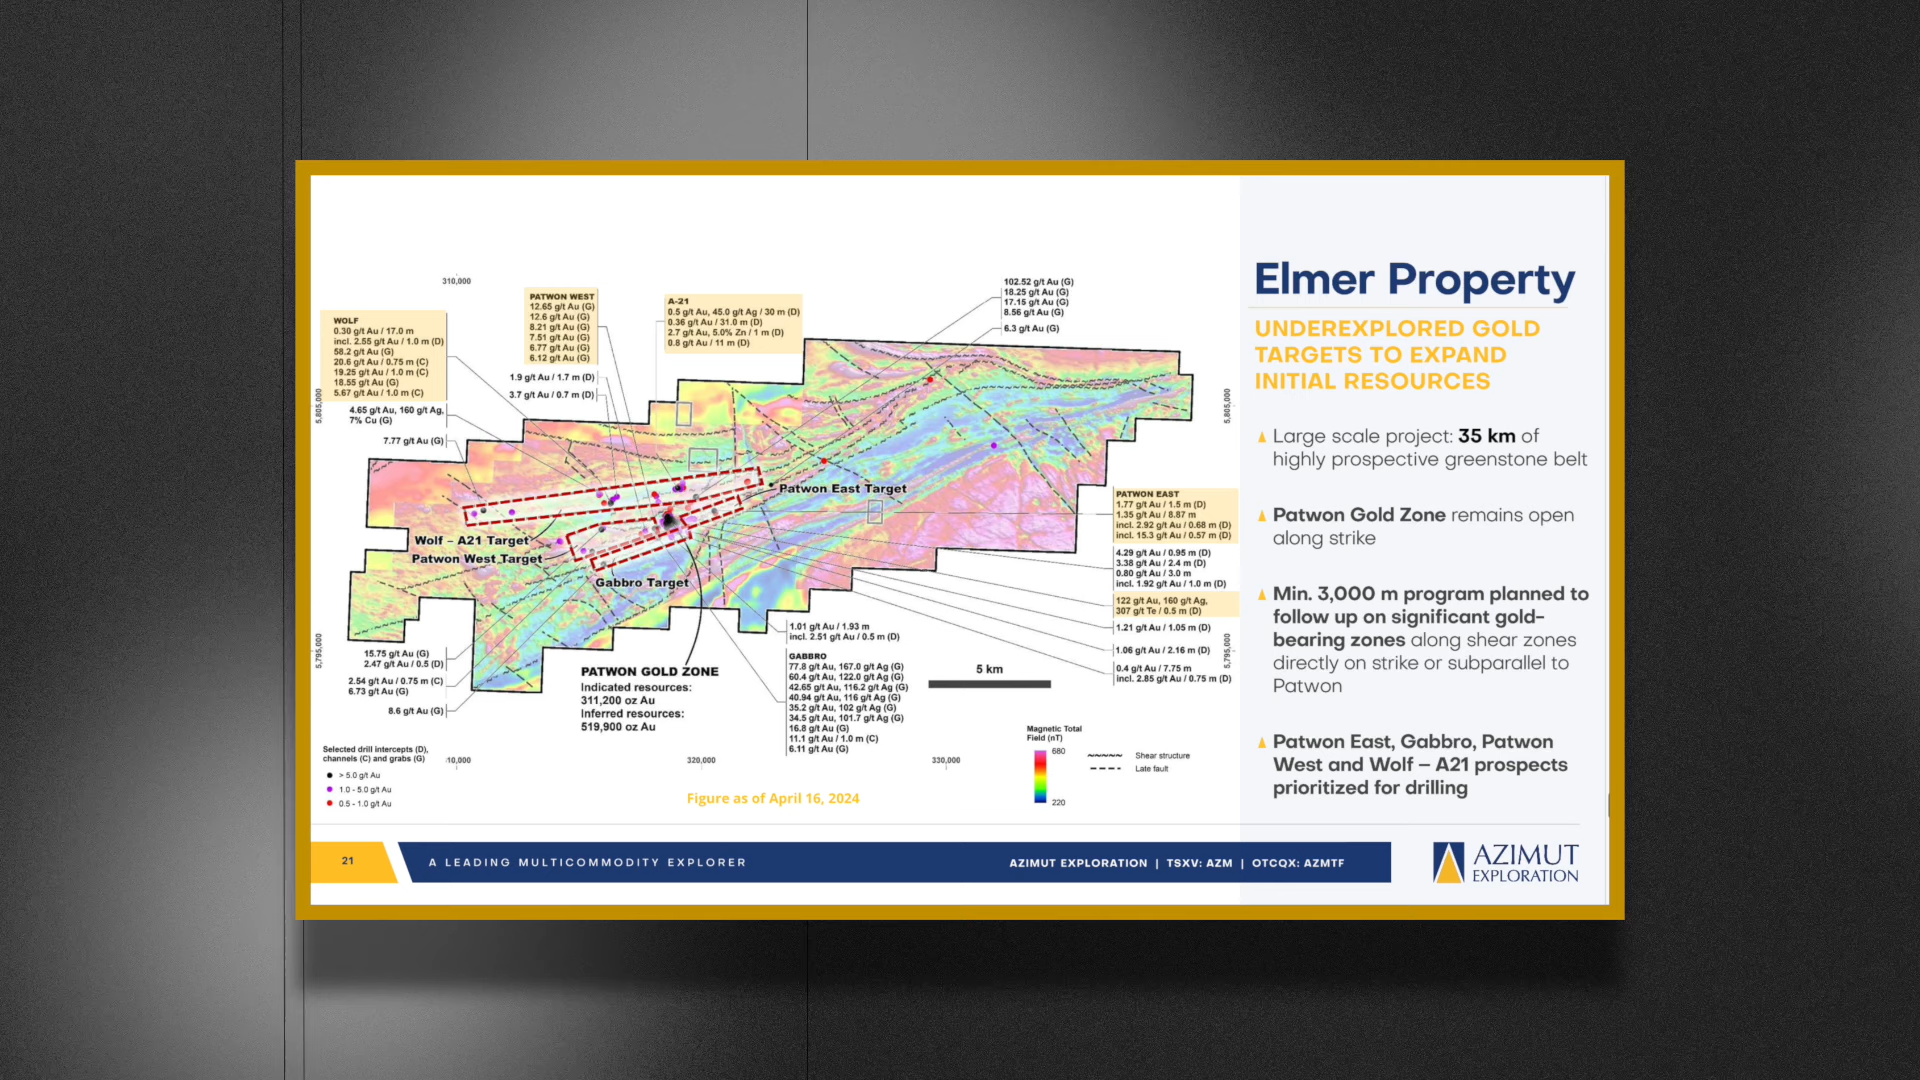 310,000
WOLF
0.30 g/t Au / 17.0 m
incl. 2.55 g/t Au / 1.0 m (D)
58.2 g/t Au (G)
20.6 g/t Au / 0.75 m (C)
19.25 g/t Au / 1.0 m (C)
18.55 g/t Au (G)
5.67 g/t Au / 1.0 m (C)
4.65 g/t Au, 160 g/t Ag,
7% Cu (G)
7.77 g/t Au (G)
PATWON WEST
12.65 g/t Au (G)
12.6 g/t Au (G)
8.21 g/t Au (G)
7.51 g/t Au (G)
6.77 g/t Au (G)
6.12 g/t Au (G)
1.9 g/t Au / 1.7 m (D)
3.7 g/t Au / 0.7 m (D)
A-21
0.5 g/t Au, 45.0 g/t Ag / 30 m (D)
0.36 g/t Au / 31.0 m (D)
2.7 g/t Au, 5.0% Zn / 1 m (D)
0.8 g/t Au / 11 m (D)
102.52 g/t Au (G)
18.25 g/t Au (G)
17.15 g/t Au (G)
8.56 g/t Au (G)
6.3 g/t Au (G)
5,805,000
5,805,000
Patwon East Target
Wolf – A21 Target
Patwon West Target
Gabbro Target
PATWON EAST
1.77 g/t Au / 1.5 m (D)
1.35 g/t Au / 8.87 m
incl. 2.92 g/t Au / 0.68 m (D)
incl. 15.3 g/t Au / 0.57 m (D)
4.29 g/t Au / 0.95 m (D)
3.38 g/t Au / 2.4 m (D)
0.80 g/t Au / 3.0 m
incl. 1.92 g/t Au / 1.0 m (D)
122 g/t Au, 160 g/t Ag,
307 g/t Te / 0.5 m (D)
1.21 g/t Au / 1.05 m (D)
1.06 g/t Au / 2.16 m (D)
0.4 g/t Au / 7.75 m
incl. 2.85 g/t Au / 0.75 m (D)
5,795,000
5,795,000
15.75 g/t Au (G)
2.47 g/t Au / 0.5 (D)
2.54 g/t Au / 0.75 m (C)
6.73 g/t Au (G)
8.6 g/t Au (G)
PATWON GOLD ZONE
Indicated resources:
311,200 oz Au
Inferred resources:
519,900 oz Au
1.01 g/t Au / 1.93 m
incl. 2.51 g/t Au / 0.5 m (D)
GABBRO
77.8 g/t Au, 167.0 g/t Ag (G)
60.4 g/t Au, 122.0 g/t Ag (G)
42.65 g/t Au, 116.2 g/t Ag (G)
40.94 g/t Au, 116 g/t Ag (G)
35.2 g/t Au, 102 g/t Ag (G)
34.5 g/t Au, 101.7 g/t Ag (G)
16.8 g/t Au (G)
11.1 g/t Au / 1.0 m (C)
6.11 g/t Au (G)
5 km
Selected drill intercepts (D),
channels (C) and grabs (G)
> 5.0 g/t Au
1.0 - 5.0 g/t Au
0.5 - 1.0 g/t Au
10,000
320,000
330,000
Magnetic Total
Field (nT)
680
220
Shear structure
Late fault
Figure as of April 16, 2024
Elmer Property
UNDEREXPLORED GOLD
TARGETS TO EXPAND
INITIAL RESOURCES
Large scale project: 35 km of
highly prospective greenstone belt
Patwon Gold Zone remains open
along strike
Min. 3,000 m program planned to
follow up on significant gold-
bearing zones along shear zones
directly on strike or subparallel to
Patwon
Patwon East, Gabbro, Patwon
West and Wolf – A21 prospects
prioritized for drilling
21
A LEADING MULTICOMMODITY EXPLORER
AZIMUT EXPLORATION | TSXV: AZM | OTCQX: AZMTF
AZIMUT
EXPLORATION